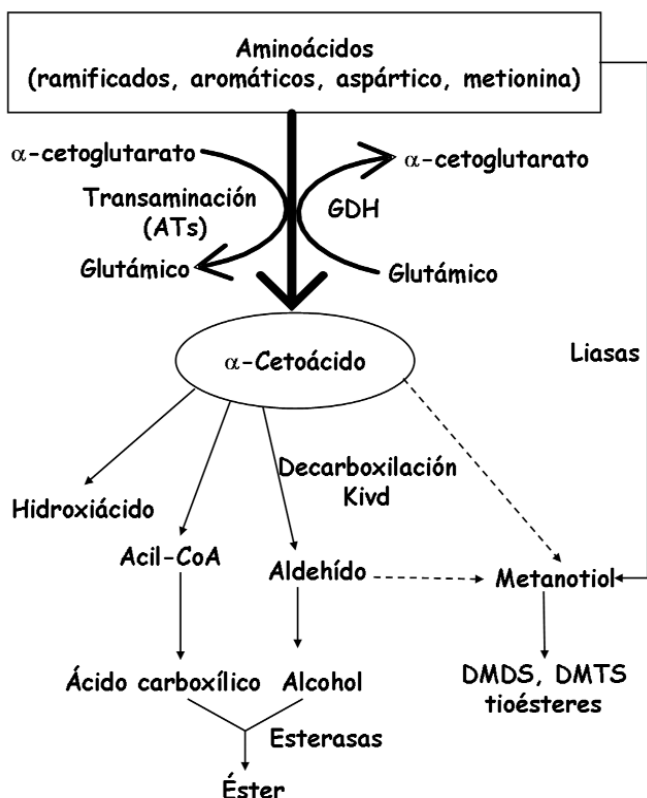 Aminoácidos
(ramificados, aromáticos, aspártico, metionina)
α-cetoglutarato
α-cetoglutarato
Transaminación
(ATs)
GDH
Glutámico
Glutámico
α-Cetoácido
Liasas
Decarboxilación
Kivd
Hidroxiácido
Acil-CoA
Aldehído
Metanotiol
Ácido carboxílico
Alcohol
DMDS, DMTS
tioésteres
Esterasas
Éster